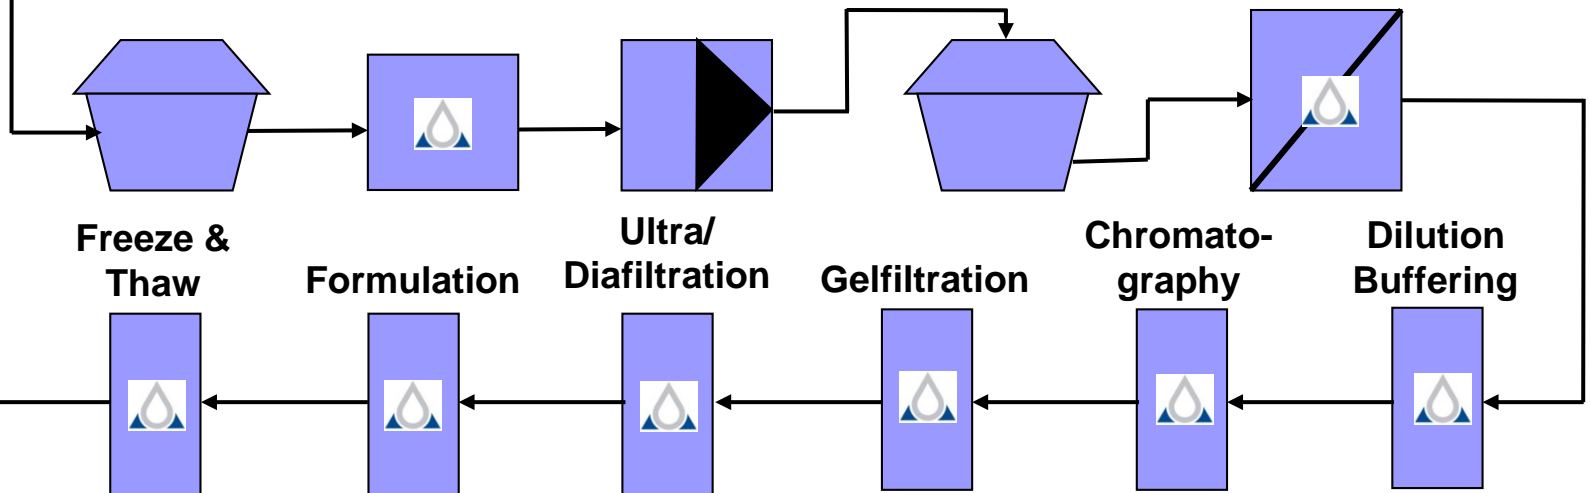 Freeze &
Thaw
Formulation
Ultra/
Diafiltration
Gelfiltration
Chromato-
graphy
Dilution
Buffering